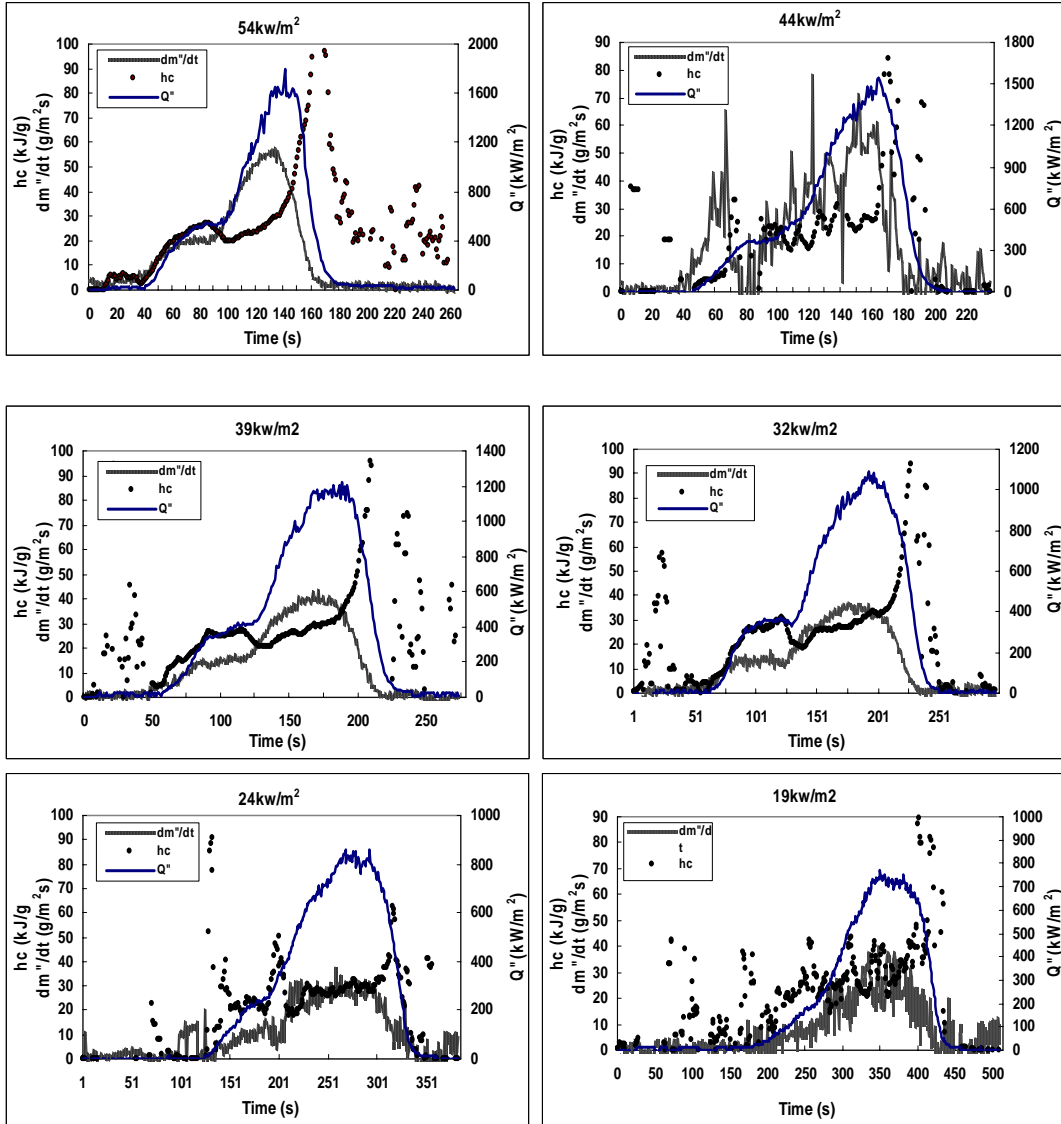 54kw/m²
100
90
80
70
60
50
40
30
20
10
0
2000
1600
1200
800
400
0
dm"/dt
hc
Q"
hc (kJ/g)
dm"/dt (g/m²s)
Q" (kW/m²)
0 20 40 60 80 100 120 140 160 180 200 220 240 260
Time (s)
44kw/m²
90
80
70
60
50
40
30
20
10
0
1800
1500
1200
900
600
300
0
dm"/dt
hc
Q"
hc (kJ/g)
dm"/dt (g/m²s)
Q" (kW/m²)
0 20 40 60 80 100 120 140 160 180 200 220
Time (s)
39kw/m2
100
90
80
70
60
50
40
30
20
10
0
1400
1200
1000
800
600
400
200
0
dm"/dt
hc
Q"
hc (kJ/g)
dm"/dt (g/m²s)
Q" (kW/m²)
0 50 100 150 200 250
Time (s)
32kw/m2
100
90
80
70
60
50
40
30
20
10
0
1200
1000
800
600
400
200
0
dm"/dt
hc
Q"
hc (kJ/g)
dm"/dt (g/m²s)
Q" (kW/m²)
1 51 101 151 201 251
Time (s)
24kw/m²
100
90
80
70
60
50
40
30
20
10
0
1000
800
600
400
200
0
dm"/dt
hc
Q"
hc (kJ/g)
dm"/dt (g/m²s)
Q" (kW/m²)
1 51 101 151 201 251 301 351
Time (s)
19kw/m2
90
80
70
60
50
40
30
20
10
0
1000
900
800
700
600
500
400
300
200
100
0
dm"/d
t
hc
hc (kJ/g)
dm"/dt (g/m²s)
Q" (kW/m²)
0 50 100 150 200 250 300 350 400 450 500
Time (s)